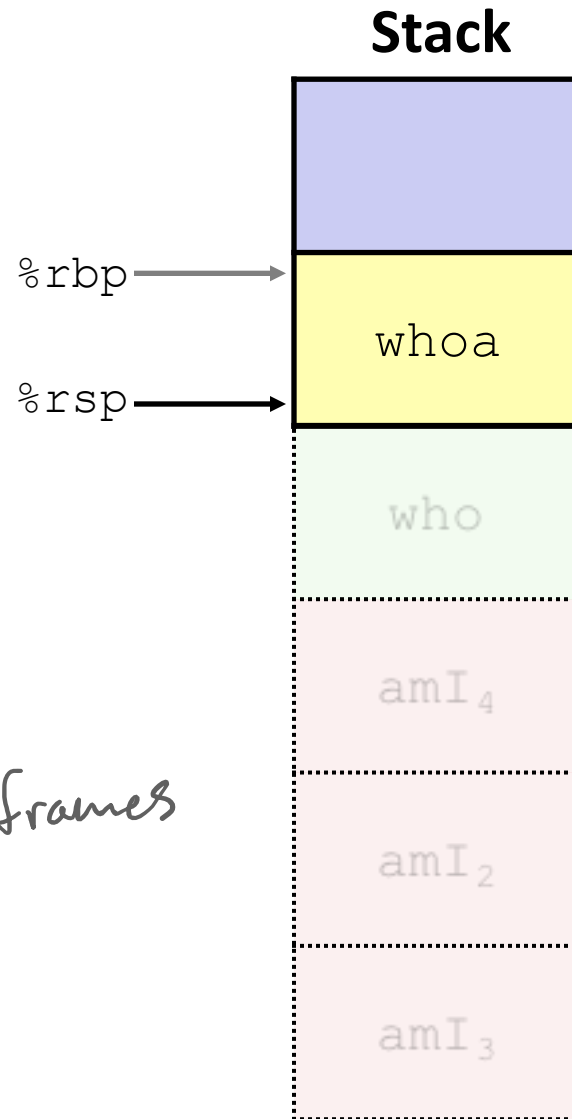 Stack
%rbp
whoa
%rsp
who
amI₄
frames
amI₂
amI₃